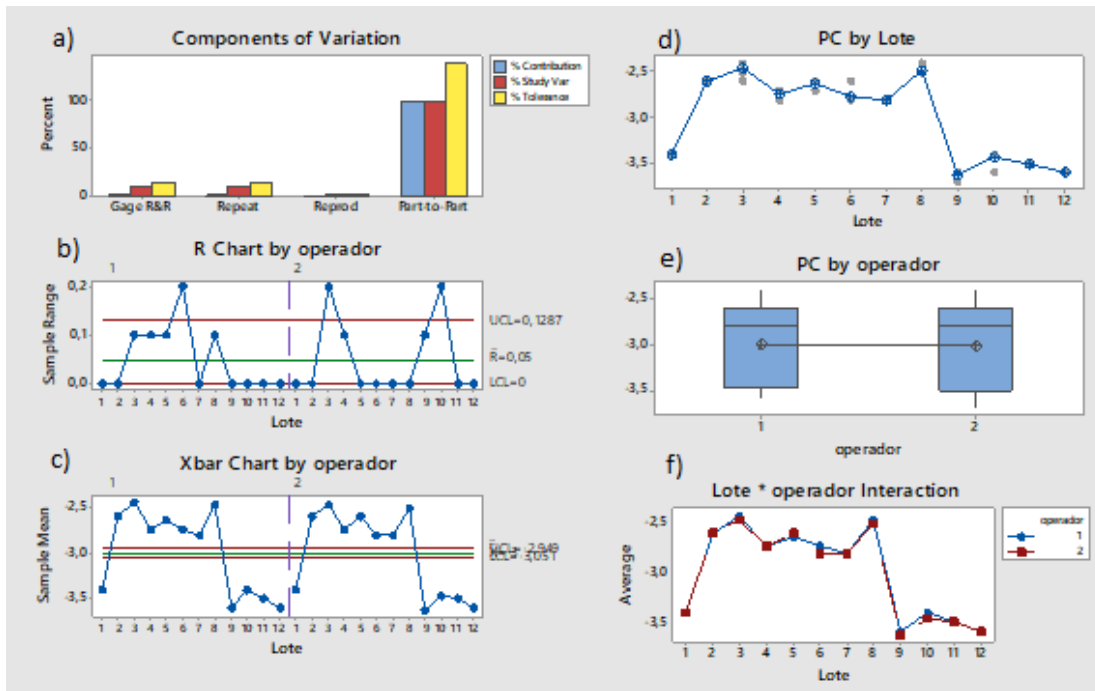 a)
Components of Variation
% Contribution
% Study Var
% Tolerance
Percent
100
50
0
Gage R&R Repeat Reprod Part-to-Part
b)
R Chart by operador
1 2
Sample Range
0,2
0,1
0,0
UCL=0,1287
R̄=0,05
LCL=0
1 2 3 4 5 6 7 8 9 10 11 12 1 2 3 4 5 6 7 8 9 10 11 12
Lote
c)
Xbar Chart by operador
1 2
Sample Mean
-2,5
-3,0
-3,5
1 2 3 4 5 6 7 8 9 10 11 12 1 2 3 4 5 6 7 8 9 10 11 12
Lote
d)
PC by Lote
-2,5
-3,0
-3,5
1 2 3 4 5 6 7 8 9 10 11 12
Lote
e)
PC by operador
-2,5
-3,0
-3,5
1 2
operador
f)
Lote * operador Interaction
Average
-2,5
-3,0
-3,5
1 2 3 4 5 6 7 8 9 10 11 12
Lote
operador
1
2